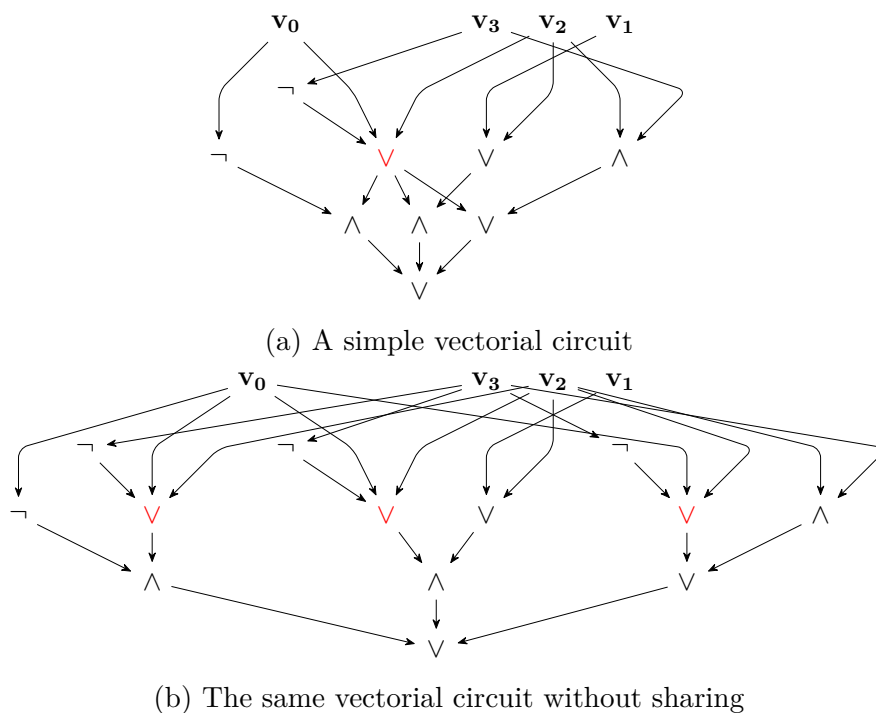 v0 v3 v2 v1
¬
¬ ∨ ∨ ∧
∧ ∧ ∨
∨
(a) A simple vectorial circuit
v0 v3 v2 v1
¬ ¬ ¬
¬ ∨ ∨ ∨ ∨ ∧
∧ ∧ ∨
∨
(b) The same vectorial circuit without sharing